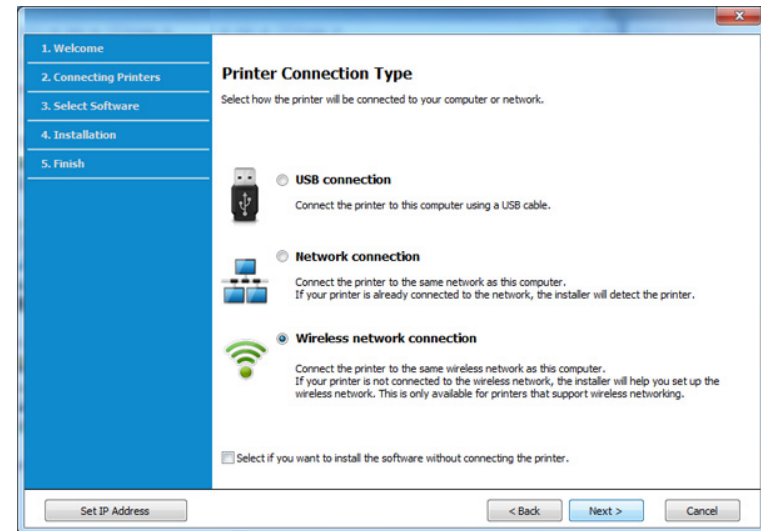 1. Welcome
2. Connecting Printers
3. Select Software
4. Installation
5. Finish
Printer Connection Type
Select how the printer will be connected to your computer or network.
USB connection
Connect the printer to this computer using a USB cable.
Network connection
Connect the printer to the same network as this computer.
If your printer is already connected to the network, the installer will detect the printer.
Wireless network connection
Connect the printer to the same wireless network as this computer.
If your printer is not connected to the wireless network, the installer will help you set up the
wireless network. This is only available for printers that support wireless networking.
Select if you want to install the software without connecting the printer.
Set IP Address
< Back
Next >
Cancel